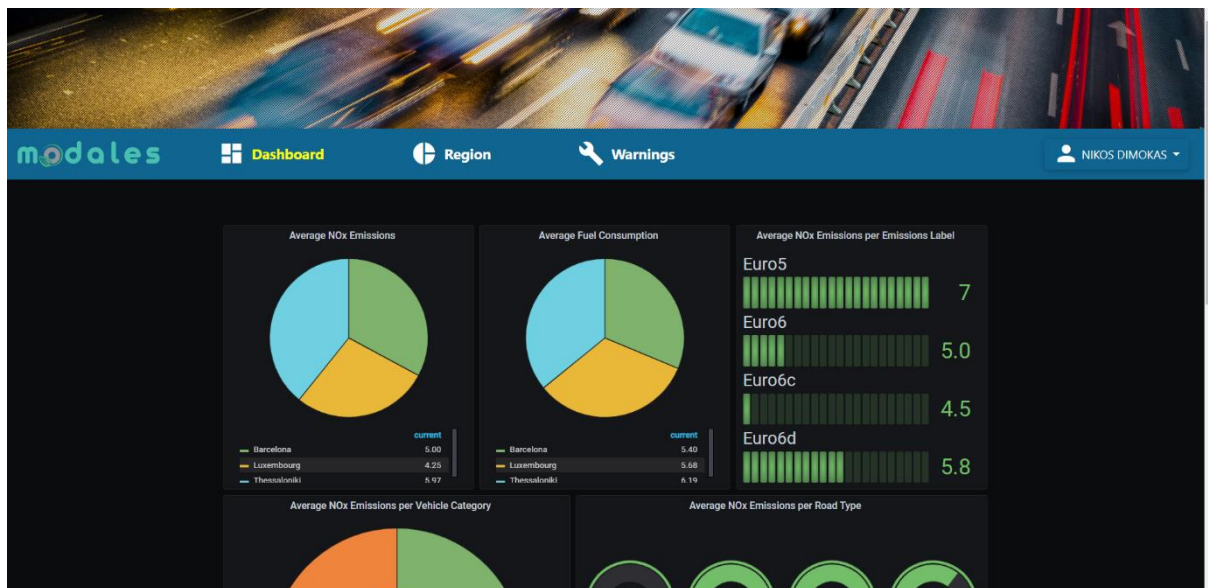 modales
Dashboard
Region
Warnings
NIKOS DIMOKAS
Average NOx Emissions
current
Barcelona 5.00
Luxembourg 4.25
Thessaloniki 5.97
Average Fuel Consumption
current
Barcelona 5.40
Luxembourg 5.68
Thessaloniki 6.19
Average NOx Emissions per Emissions Label
Euro5
7
Euro6
5.0
Euro6c
4.5
Euro6d
5.8
Average NOx Emissions per Vehicle Category
Average NOx Emissions per Road Type